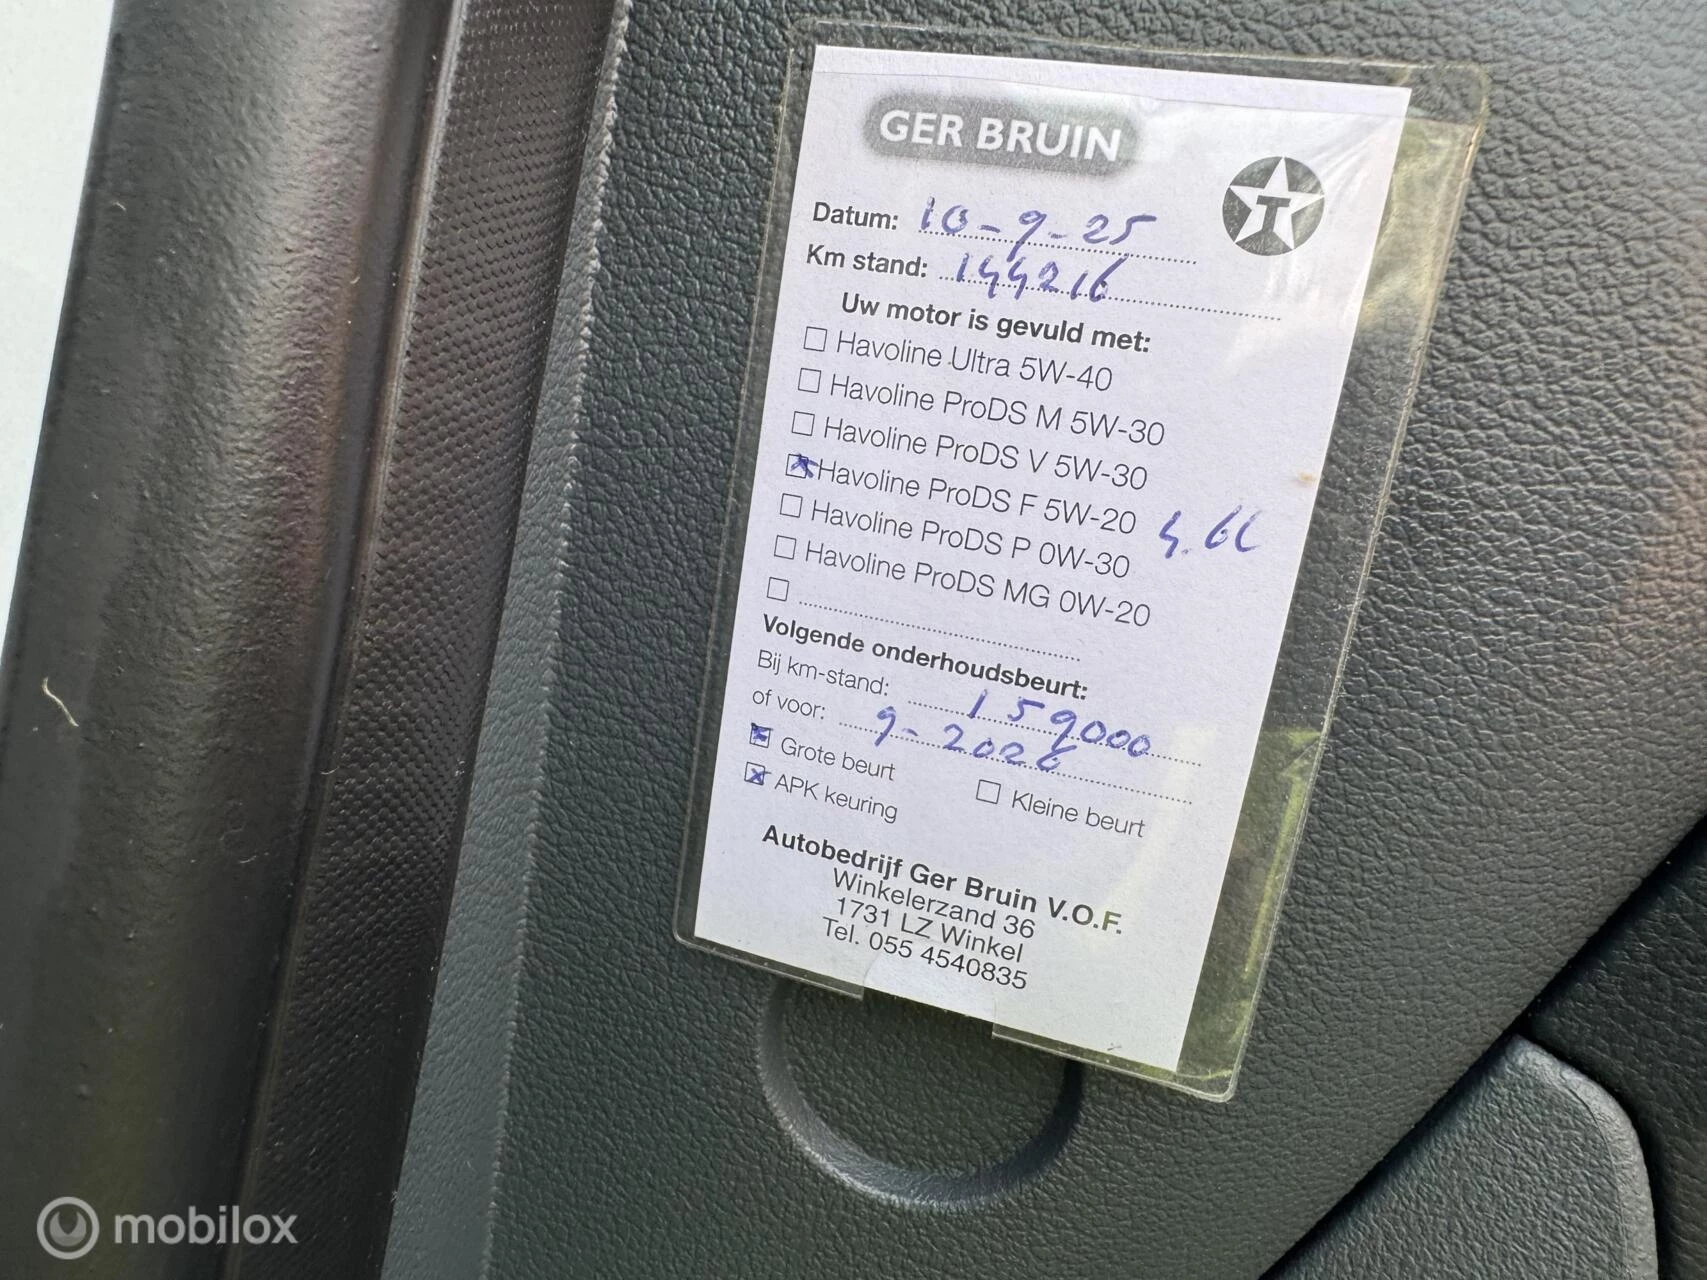 GER BRUIN
T
Datum: 10-9-25
Km stand: 144216
Uw motor is gevuld met:
Havoline Ultra 5W-40
Havoline ProDS M 5W-30
Havoline ProDS V 5W-30
Havoline ProDS F 5W-20 4.6L
Havoline ProDS P 0W-30
Havoline ProDS MG 0W-20
Volgende onderhoudsbeurt:
Bij km-stand: 159000
of voor: 9-2026
Grote beurt
Kleine beurt
APK keuring
Autobedrijf Ger Bruin V.O.F.
Winkelerzand 36
1731 LZ Winkel
Tel. 055 4540835
mobilox